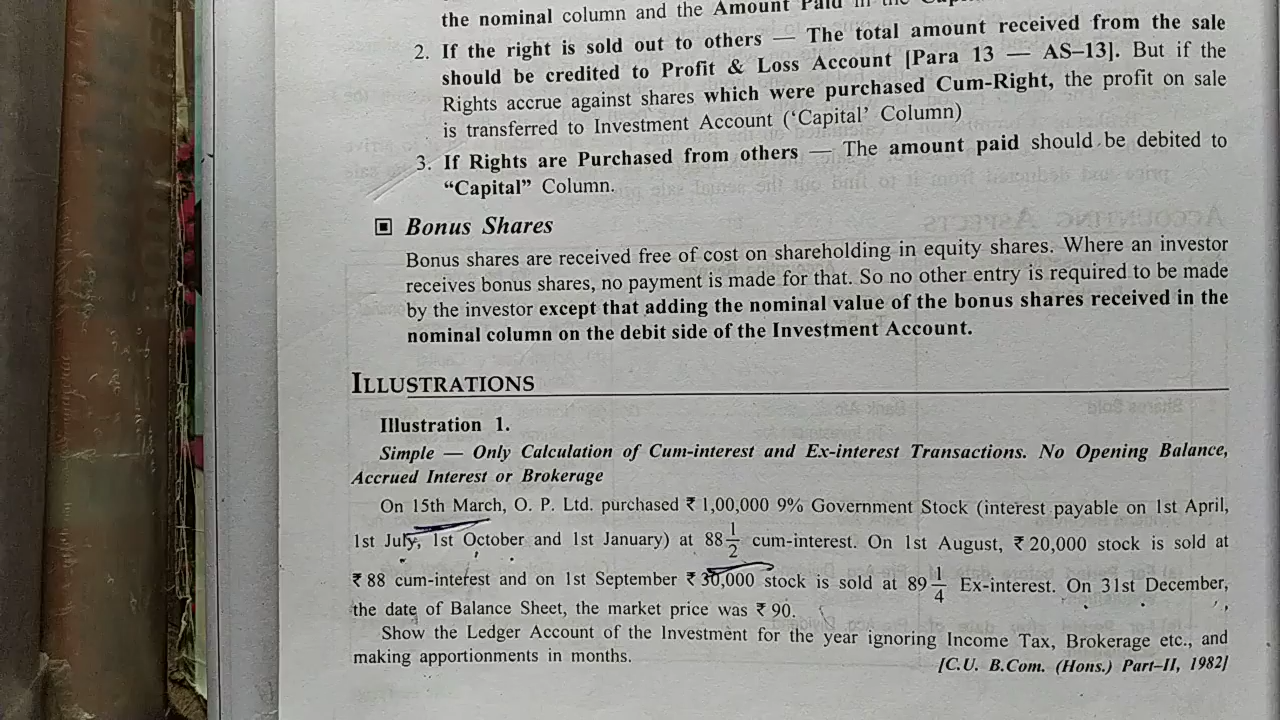 the nominal column and the Amount Paid in the
2. If the right is sold out to others — The total amount received from the sale
should be credited to Profit & Loss Account [Para 13 — AS–13]. But if the
Rights accrue against shares which were purchased Cum-Right, the profit on sale
is transferred to Investment Account (‘Capital’ Column)
3. If Rights are Purchased from others — The amount paid should be debited to
“Capital” Column.
▣ Bonus Shares
Bonus shares are received free of cost on shareholding in equity shares. Where an investor
receives bonus shares, no payment is made for that. So no other entry is required to be made
by the investor except that adding the nominal value of the bonus shares received in the
nominal column on the debit side of the Investment Account.
ILLUSTRATIONS
Illustration 1.
Simple — Only Calculation of Cum-interest and Ex-interest Transactions. No Opening Balance,
Accrued Interest or Brokerage
On 15th March, O. P. Ltd. purchased ₹ 1,00,000 9% Government Stock (interest payable on 1st April,
1st July, 1st October and 1st January) at 88 1/2 cum-interest. On 1st August, ₹ 20,000 stock is sold at
₹ 88 cum-interest and on 1st September ₹ 30,000 stock is sold at 89 1/4 Ex-interest. On 31st December,
the date of Balance Sheet, the market price was ₹ 90.
Show the Ledger Account of the Investment for the year ignoring Income Tax, Brokerage etc., and
making apportionments in months.
[C.U. B.Com. (Hons.) Part–II, 1982]